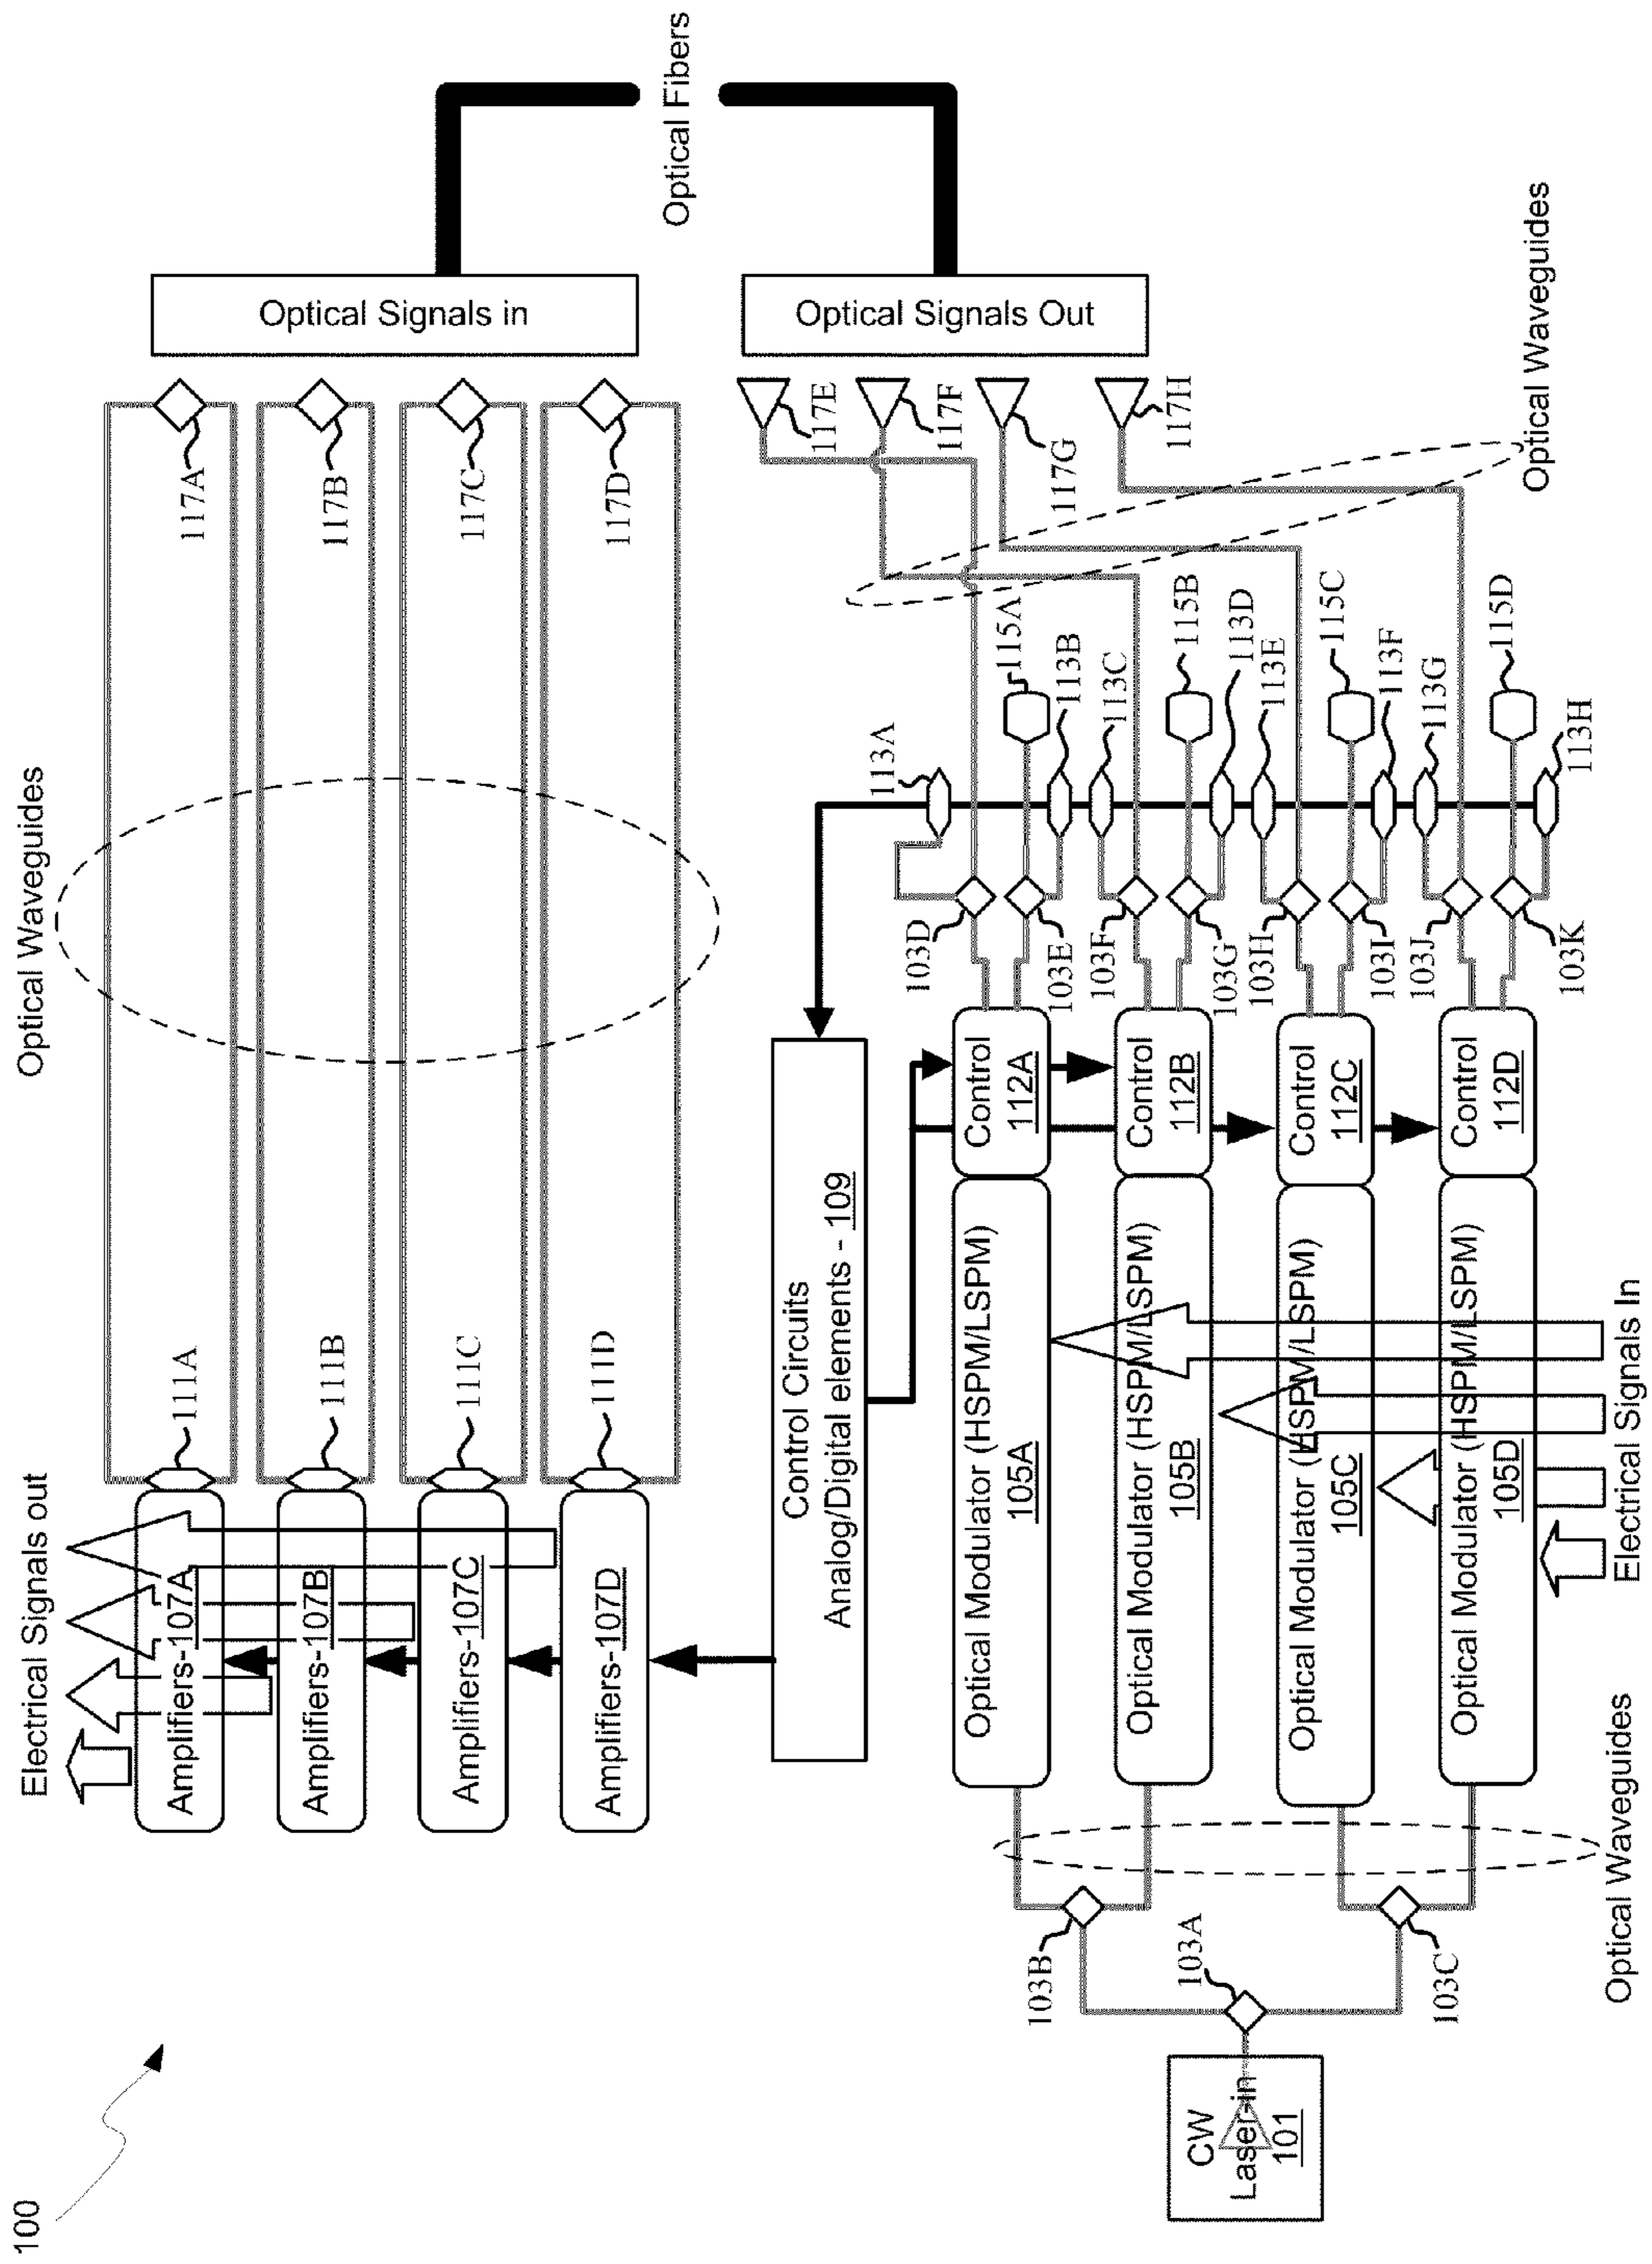 100
Electrical Signals out
Optical Waveguides
Amplifiers-107A
111A
117A
Amplifiers-107B
111B
117B
Amplifiers-107C
111C
117C
Amplifiers-107D
111D
117D
Optical Signals in
Optical Fibers
Optical Signals Out
Control Circuits
Analog/Digital elements - 109
117E
117F
117G
117H
113A
103D
Optical Modulator (HSPM/LSPM)
105A
Control
112A
115A
103E
113B
103B
103F
113C
Optical Modulator (HSPM/LSPM)
105B
Control
112B
115B
103G
113D
103A
CW
Laser-in
101
103H
113E
Optical Modulator (HSPM/LSPM)
105C
Control
112C
115C
103I
113F
103C
103J
113G
Optical Modulator (HSPM/LSPM)
105D
Control
112D
115D
103K
113H
Optical Waveguides
Optical Waveguides
Electrical Signals In